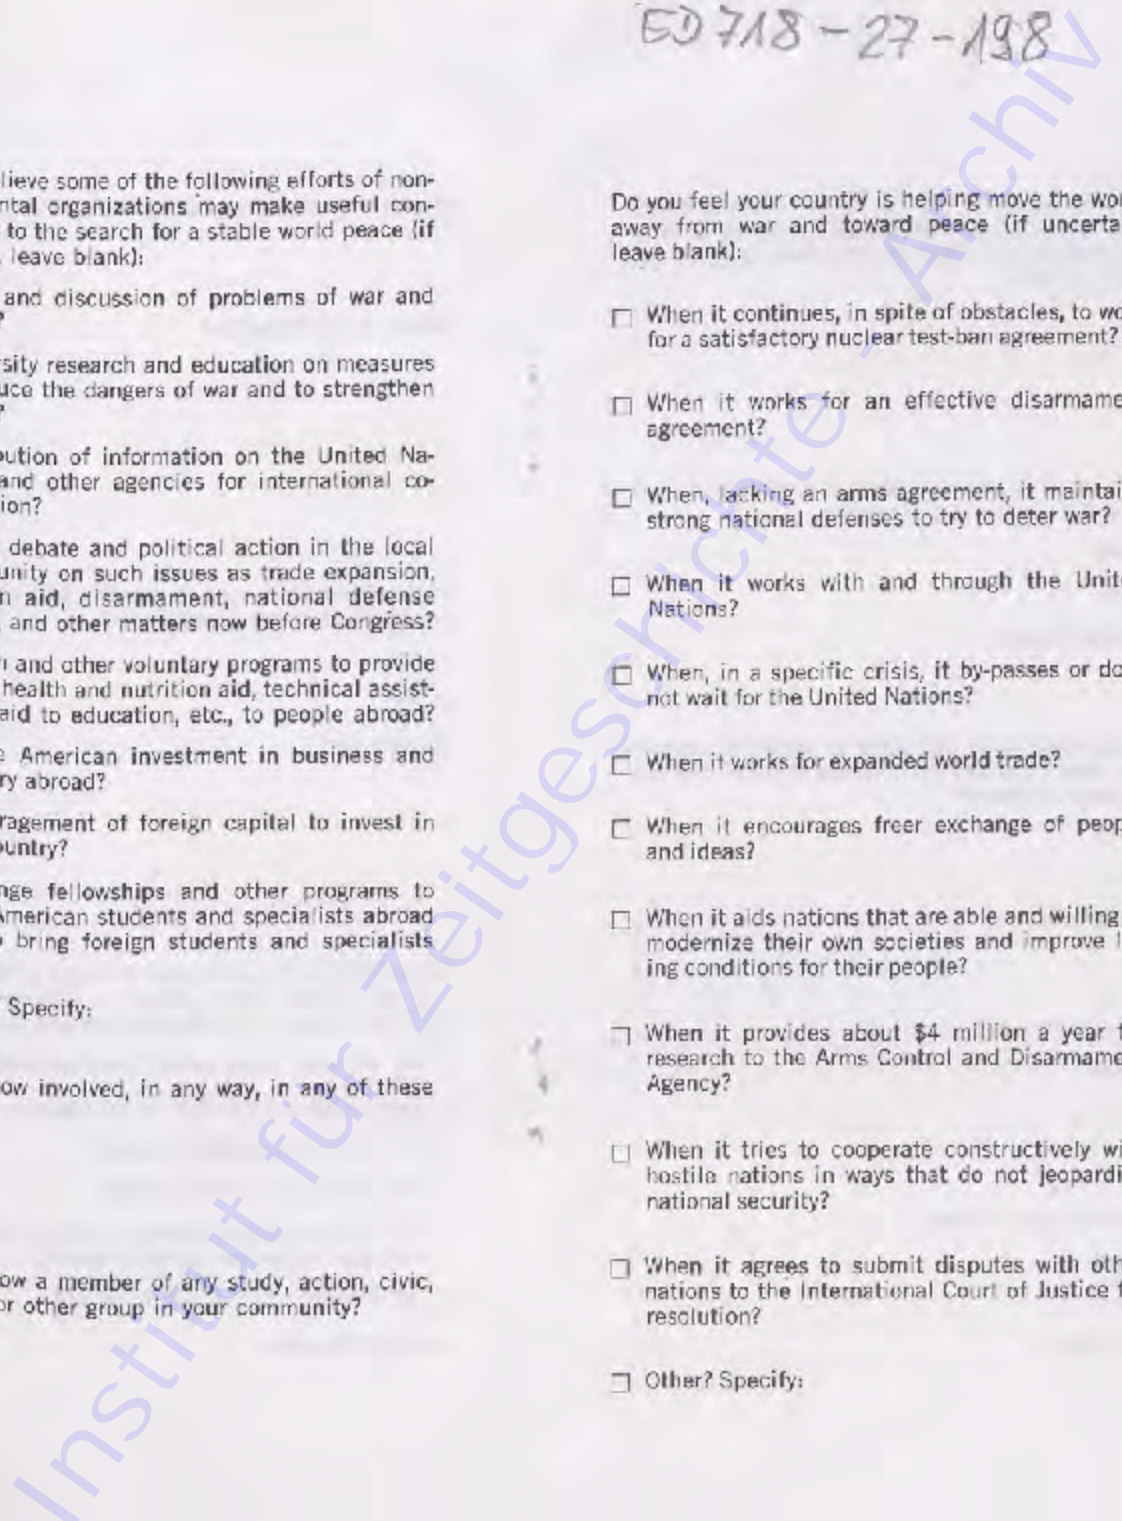 ED 718 - 27 - 198
lieve some of the following efforts of non-
ntal organizations may make useful con-
to the search for a stable world peace (if
leave blank):
and discussion of problems of war and
?
sity research and education on measures
uce the dangers of war and to strengthen
?
bution of information on the United Na-
and other agencies for international co-
ion?
debate and political action in the local
unity on such issues as trade expansion,
n aid, disarmament, national defense
, and other matters now before Congress?
h and other voluntary programs to provide
health and nutrition aid, technical assist-
aid to education, etc., to people abroad?
e American investment in business and
ry abroad?
ragement of foreign capital to invest in
ountry?
nge fellowships and other programs to
American students and specialists abroad
o bring foreign students and specialists
Specify:
ow involved, in any way, in any of these
ow a member of any study, action, civic,
or other group in your community?
Do you feel your country is helping move the wor
away from war and toward peace (if uncerta
leave blank):
When it continues, in spite of obstacles, to wo
for a satisfactory nuclear test-ban agreement?
When it works for an effective disarmame
agreement?
When, lacking an arms agreement, it maintai
strong national defenses to try to deter war?
When it works with and through the Unit
Nations?
When, in a specific crisis, it by-passes or do
not wait for the United Nations?
When it works for expanded world trade?
When it encourages freer exchange of peop
and ideas?
When it aids nations that are able and willing
modernize their own societies and improve l
ing conditions for their people?
When it provides about $4 million a year f
research to the Arms Control and Disarmame
Agency?
When it tries to cooperate constructively wi
hostile nations in ways that do not jeopardi
national security?
When it agrees to submit disputes with oth
nations to the International Court of Justice f
resolution?
Other? Specify:
Institut für Zeitgeschichte - Archiv